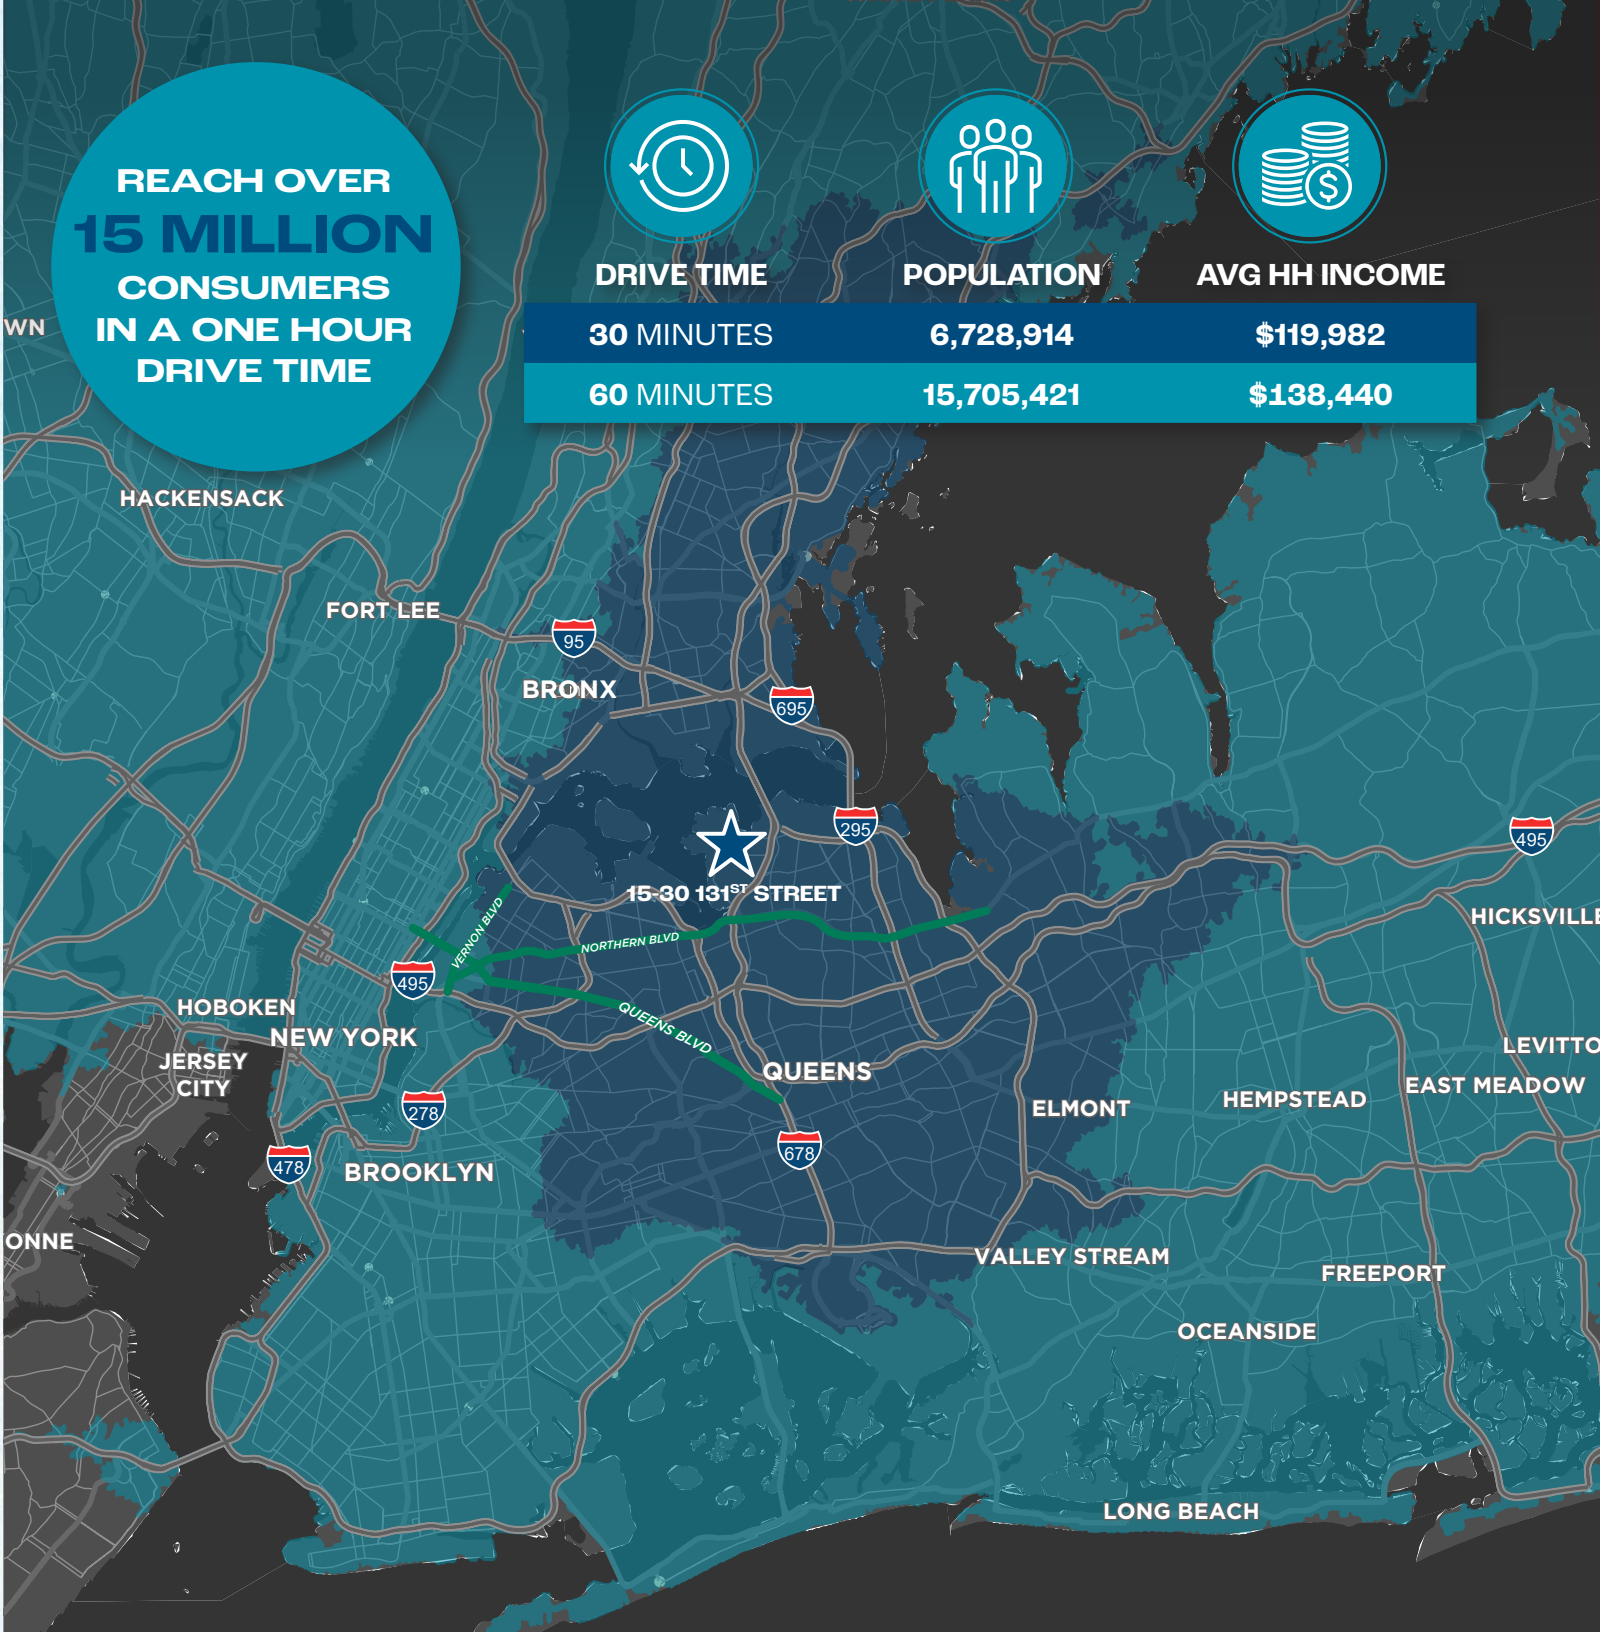 REACH OVER
15 MILLION
CONSUMERS
IN A ONE HOUR
DRIVE TIME
DRIVE TIME POPULATION AVG HH INCOME
30 MINUTES 6,728,914 $119,982
60 MINUTES 15,705,421 $138,440
WN
HACKENSACK
FORT LEE
95
BRONX
695
295
495
15-30 131ST STREET
VERNON BLVD
NORTHERN BLVD
HICKSVILLE
495
HOBOKEN
QUEENS BLVD
NEW YORK
JERSEY
CITY
LEVITTO
QUEENS
EAST MEADOW
HEMPSTEAD
278
ELMONT
678
478
BROOKLYN
ONNE
VALLEY STREAM
FREEPORT
OCEANSIDE
LONG BEACH